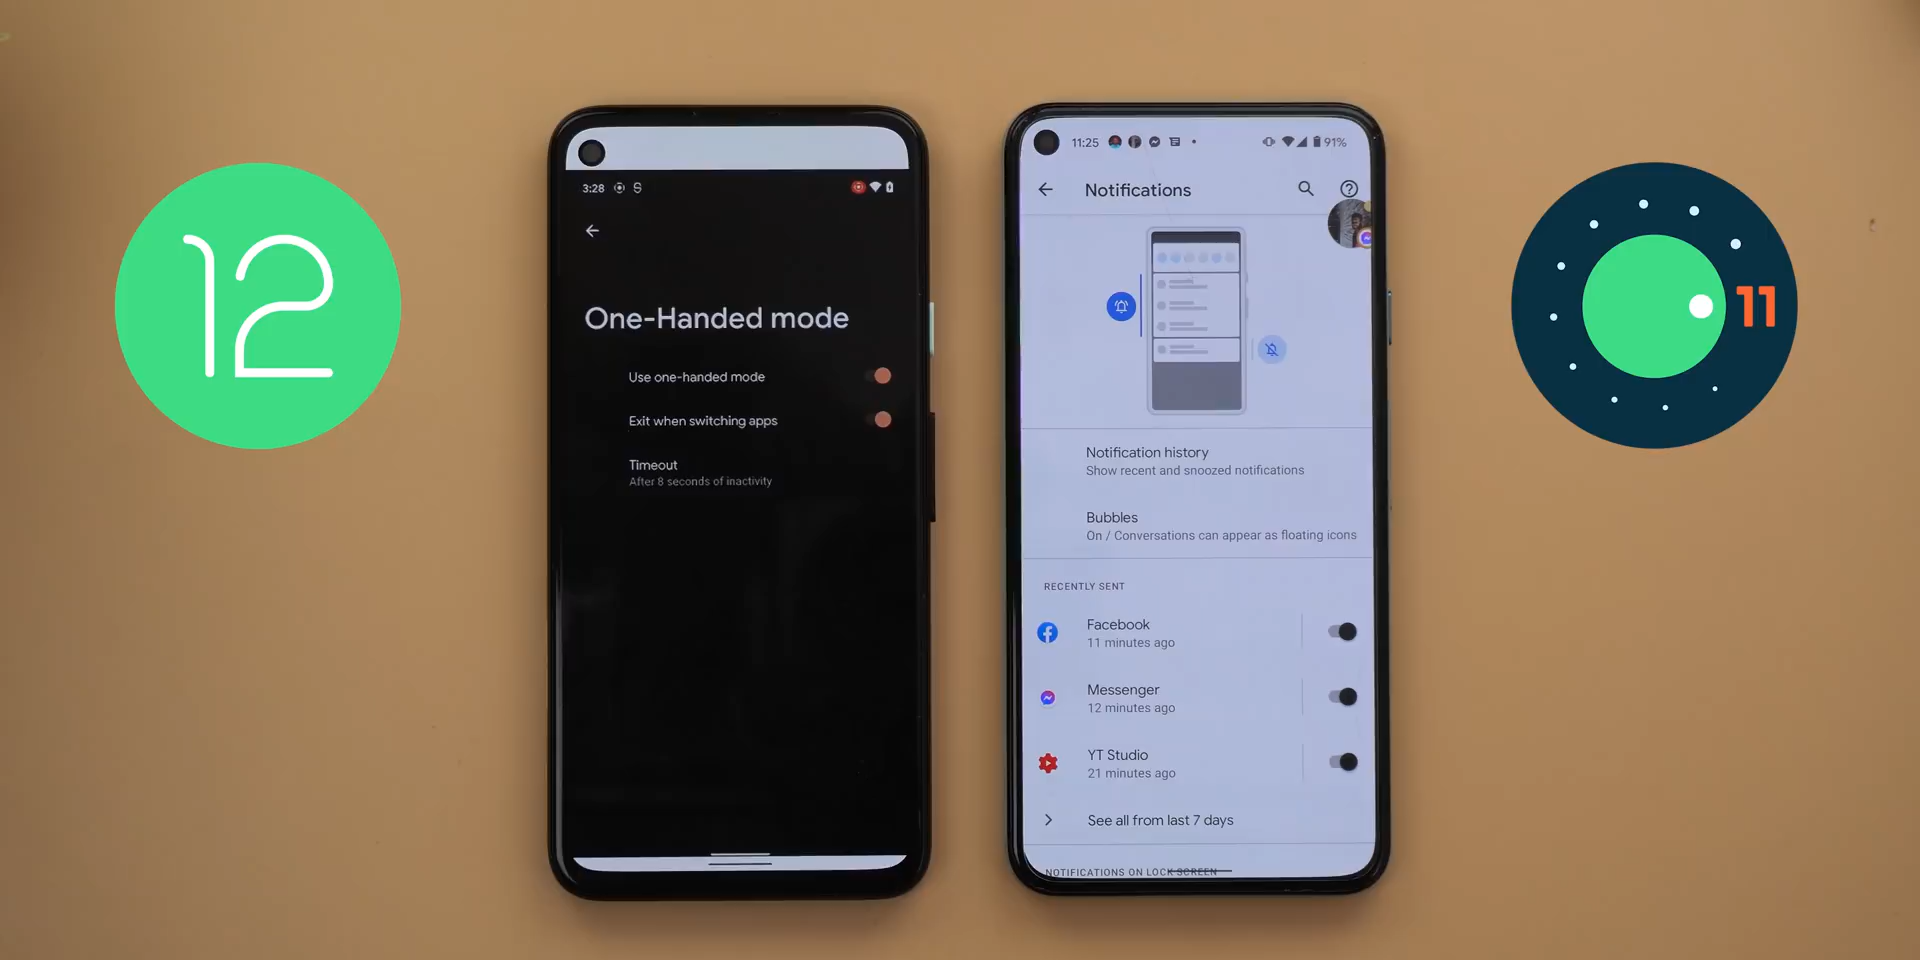 12
3:28
One-Handed mode
Use one-handed mode
Exit when switching apps
Timeout
After 8 seconds of inactivity
11:25
91%
Notifications
Notification history
Show recent and snoozed notifications
Bubbles
On / Conversations can appear as floating icons
RECENTLY SENT
Facebook
11 minutes ago
Messenger
12 minutes ago
YT Studio
21 minutes ago
See all from last 7 days
NOTIFICATIONS ON LOCK SCREEN
11